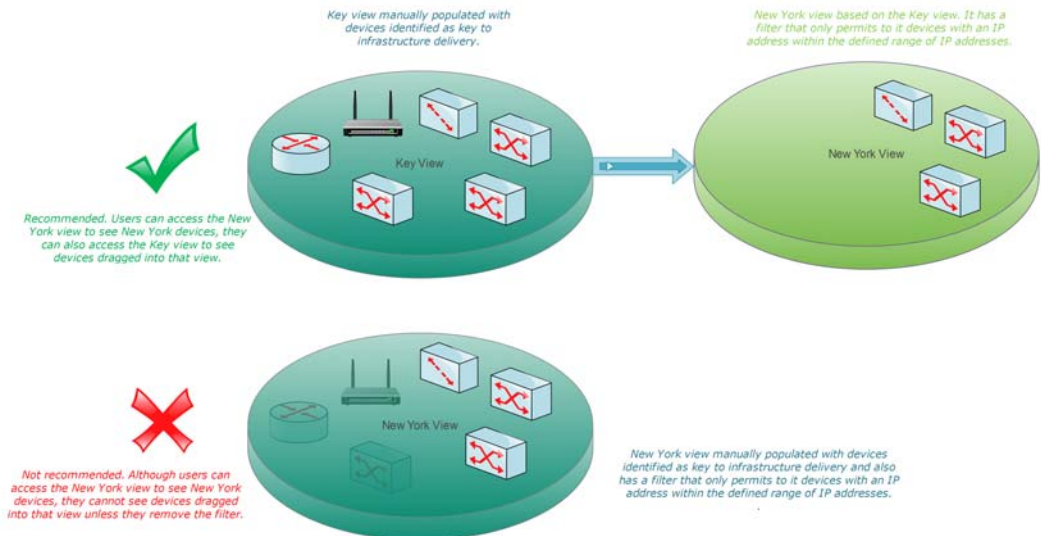 Key view manually populated with
devices identified as key to
infrastructure delivery.
New York view based on the Key view. It has a
filter that only permits to it devices with an IP
address within the defined range of IP addresses.
Key View
New York View
Recommended. Users can access the New
York view to see New York devices, they
can also access the Key view to see
devices dragged into that view.
New York View
Not recommended. Although users can
access the New York view to see New York
devices, they cannot see devices dragged
into that view unless they remove the filter.
New York view manually populated with devices
identified as key to infrastructure delivery and also
has a filter that only permits to it devices with an IP
address within the defined range of IP addresses.
.